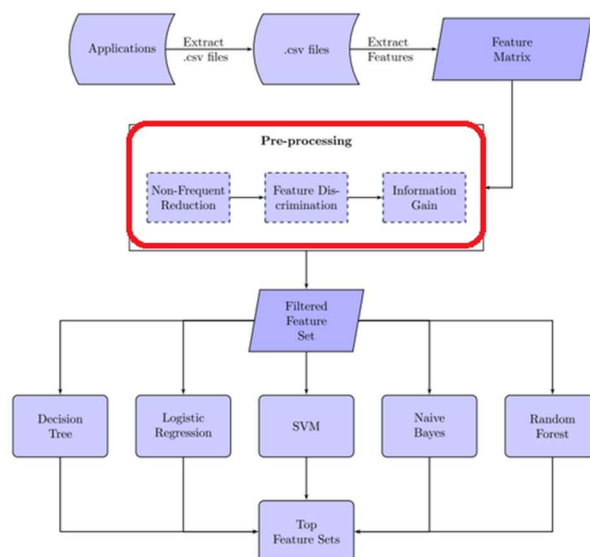 Applications
Extract
.csv files
.csv files
Extract
Features
Feature
Matrix
Pre-processing
Non-Frequent
Reduction
Feature Dis-
crimination
Information
Gain
Filtered
Feature
Set
Decision
Tree
Logistic
Regression
SVM
Naive
Bayes
Random
Forest
Top
Feature Sets